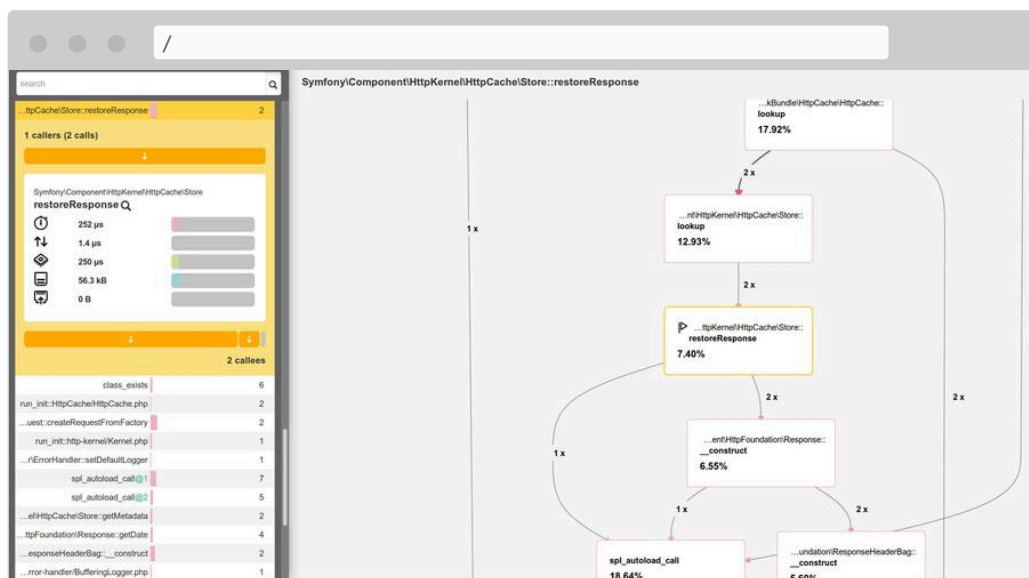 /
search
...ttpCache\Store::restoreResponse 2
1 callers (2 calls)
↓
Symfony\Component\HttpKernel\HttpCache\Store
restoreResponse
252 µs
1.4 µs
250 µs
56.3 kB
0 B
↓ ↓
2 callees
class_exists 6
run_init::HttpCache/HttpCache.php 2
...uest::createRequestFromFactory 2
run_init::http-kernel/Kernel.php 1
...r\ErrorHandler::setDefaultLogger 1
spl_autoload_call@1 7
spl_autoload_call@2 5
...el\HttpCache\Store::getMetadata 2
...ttpFoundation\Response::getDate 4
...esponseHeaderBag::__construct 2
...rror-handler/BufferingLogger.php 1
Symfony\Component\HttpKernel\HttpCache\Store::restoreResponse
...kBundle\HttpCache\HttpCache::
lookup
17.92%
2 x
1 x
...nt\HttpKernel\HttpCache\Store::
lookup
12.93%
2 x
...ttpKernel\HttpCache\Store::
restoreResponse
7.40%
2 x
2 x
...ent\HttpFoundation\Response::
__construct
6.55%
1 x
1 x
2 x
spl_autoload_call
18.64%
...undation\ResponseHeaderBag::
__construct
5.60%